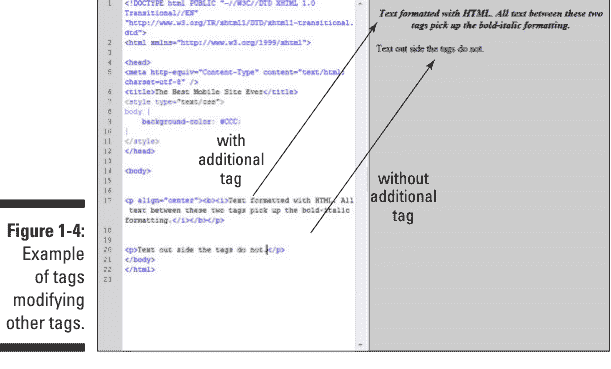 1 <!DOCTYPE html PUBLIC "-//W3C//DTD XHTML 1.0
Transitional//EN"
"http://www.w3.org/TR/xhtml1/DTD/xhtml1-transitional.
dtd">
2 <html xmlns="http://www.w3.org/1999/xhtml">
3
4 <head>
5 <meta http-equiv="Content-Type" content="text/html;
charset=utf-8" />
6 <title>The Best Mobile Site Ever</title>
7 <style type="text/css">
8 body {
9 background-color: #CCC;
10 }
11 </style>
12 </head>
13
14 <body>
15
16
17 <p align="center"><b><i>Text formatted with HTML. All
text between these two tags pick up the bold-italic
formatting.</i></b></p>
18
19
20 <p>Text out side the tags do not.</p>
21 </body>
22 </html>
23
Text formatted with HTML. All text between these two
tags pick up the bold-italic formatting.
Text out side the tags do not.
with
additional
tag
without
additional
tag
Figure 1-4:
Example
of tags
modifying
other tags.